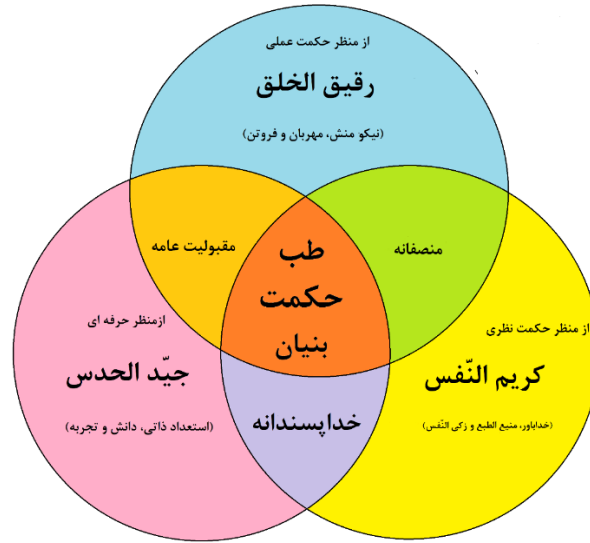 از منظر حکمت عملی
رقیق الخلق
(نیکو منش، مهربان و فروتن)
منصفانه
مقبولیت عامه
طب
حکمت
بنیان
از منظر حکمت نظری
کریم النّفس
(خداباور، منیع الطبع و زکی النّفس)
ازمنظر حرفه ای
جیّد الحدس
(استعداد ذاتی، دانش و تجربه)
خداپسندانه